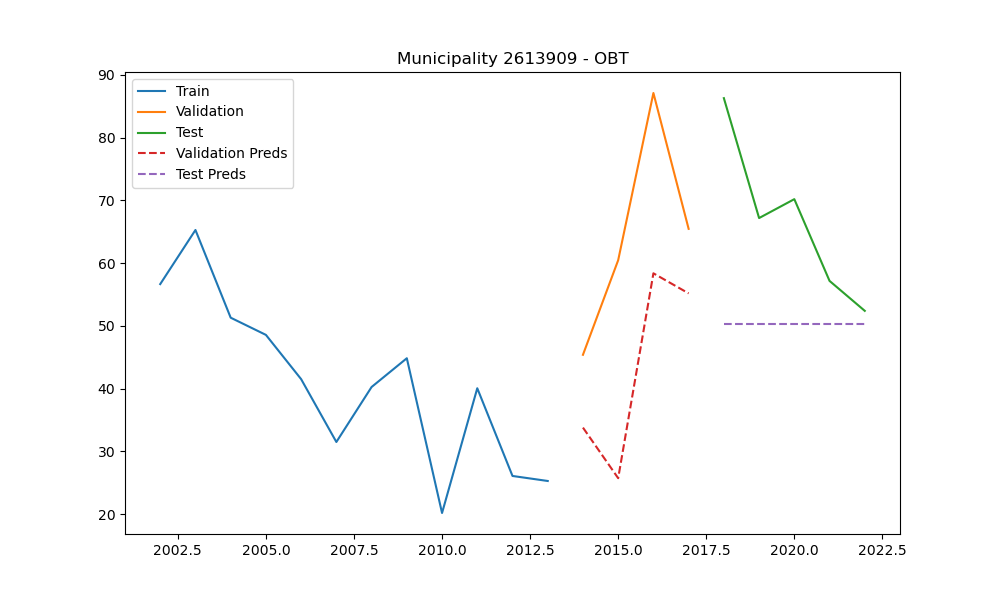 Municipality 2613909 - OBT
90
80
70
60
50
40
30
20
Train
Validation
Test
Validation Preds
Test Preds
2002.5 2005.0 2007.5 2010.0 2012.5 2015.0 2017.5 2020.0 2022.5